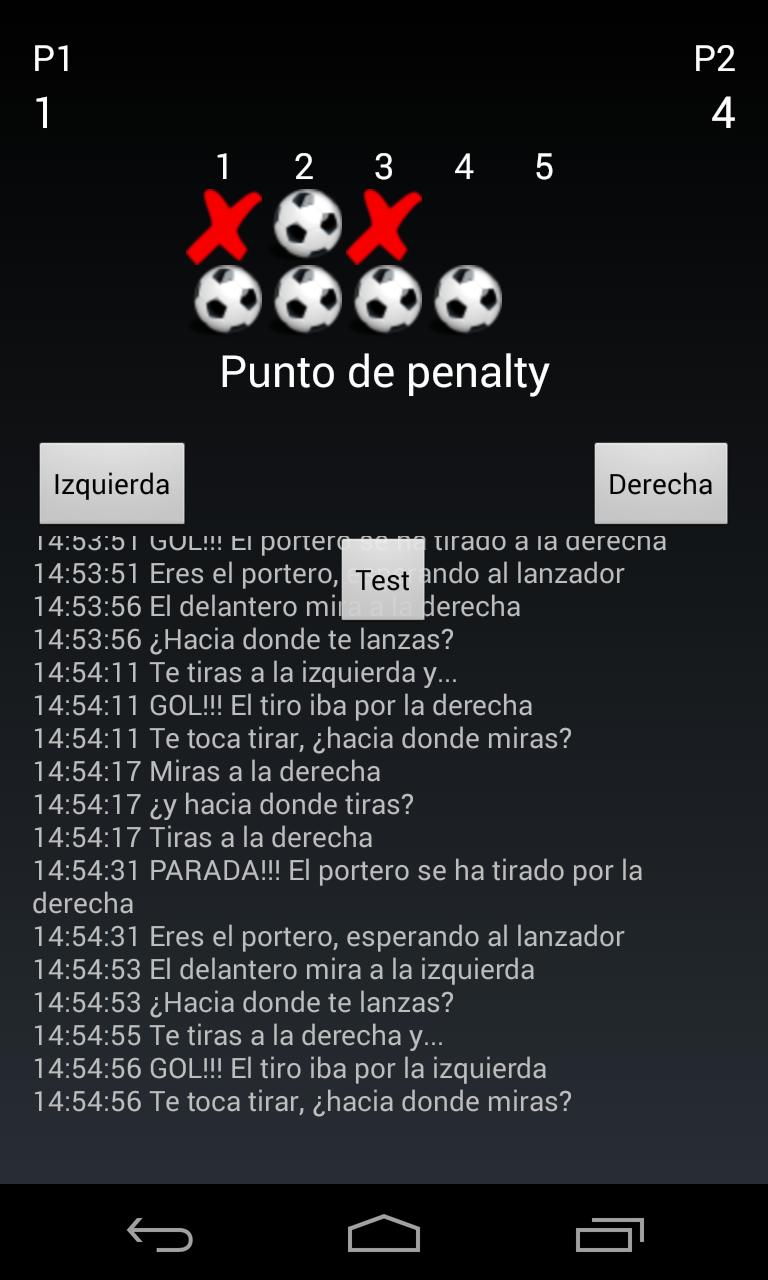 P1 P2
1 4
1 2 3 4 5
Punto de penalty
Izquierda Derecha
14:53:51 GOL!!! El portero se ha tirado a la derecha
Test
14:53:51 Eres el portero, esperando al lanzador
14:53:56 El delantero mira a la derecha
14:53:56 ¿Hacia donde te lanzas?
14:54:11 Te tiras a la izquierda y...
14:54:11 GOL!!! El tiro iba por la derecha
14:54:11 Te toca tirar, ¿hacia donde miras?
14:54:17 Miras a la derecha
14:54:17 ¿y hacia donde tiras?
14:54:17 Tiras a la derecha
14:54:31 PARADA!!! El portero se ha tirado por la
derecha
14:54:31 Eres el portero, esperando al lanzador
14:54:53 El delantero mira a la izquierda
14:54:53 ¿Hacia donde te lanzas?
14:54:55 Te tiras a la derecha y...
14:54:56 GOL!!! El tiro iba por la izquierda
14:54:56 Te toca tirar, ¿hacia donde miras?